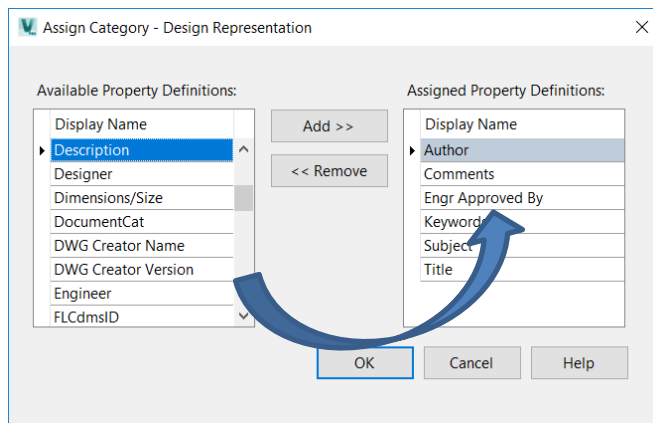 Assign Category - Design Representation
Available Property Definitions:
Display Name
Description
Designer
Dimensions/Size
DocumentCat
DWG Creator Name
DWG Creator Version
Engineer
FLCdmsID
Add >>
<< Remove
Assigned Property Definitions:
Display Name
Author
Comments
Engr Approved By
Keywords
Subject
Title
OK
Cancel
Help